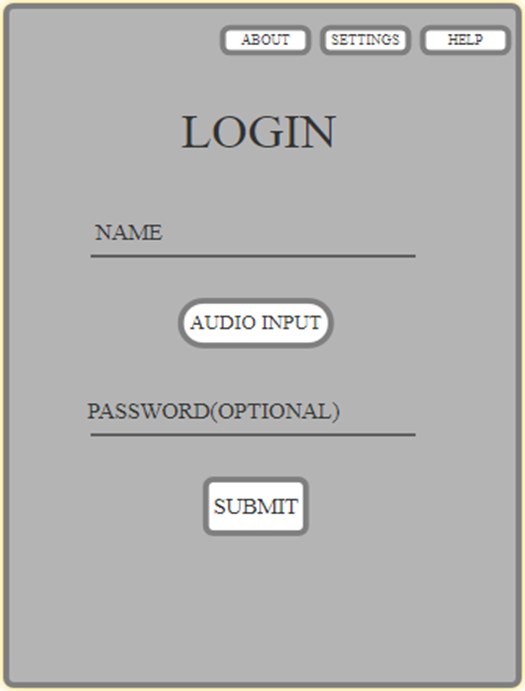 ABOUT SETTINGS HELP
LOGIN
NAME
AUDIO INPUT
PASSWORD(OPTIONAL)
SUBMIT